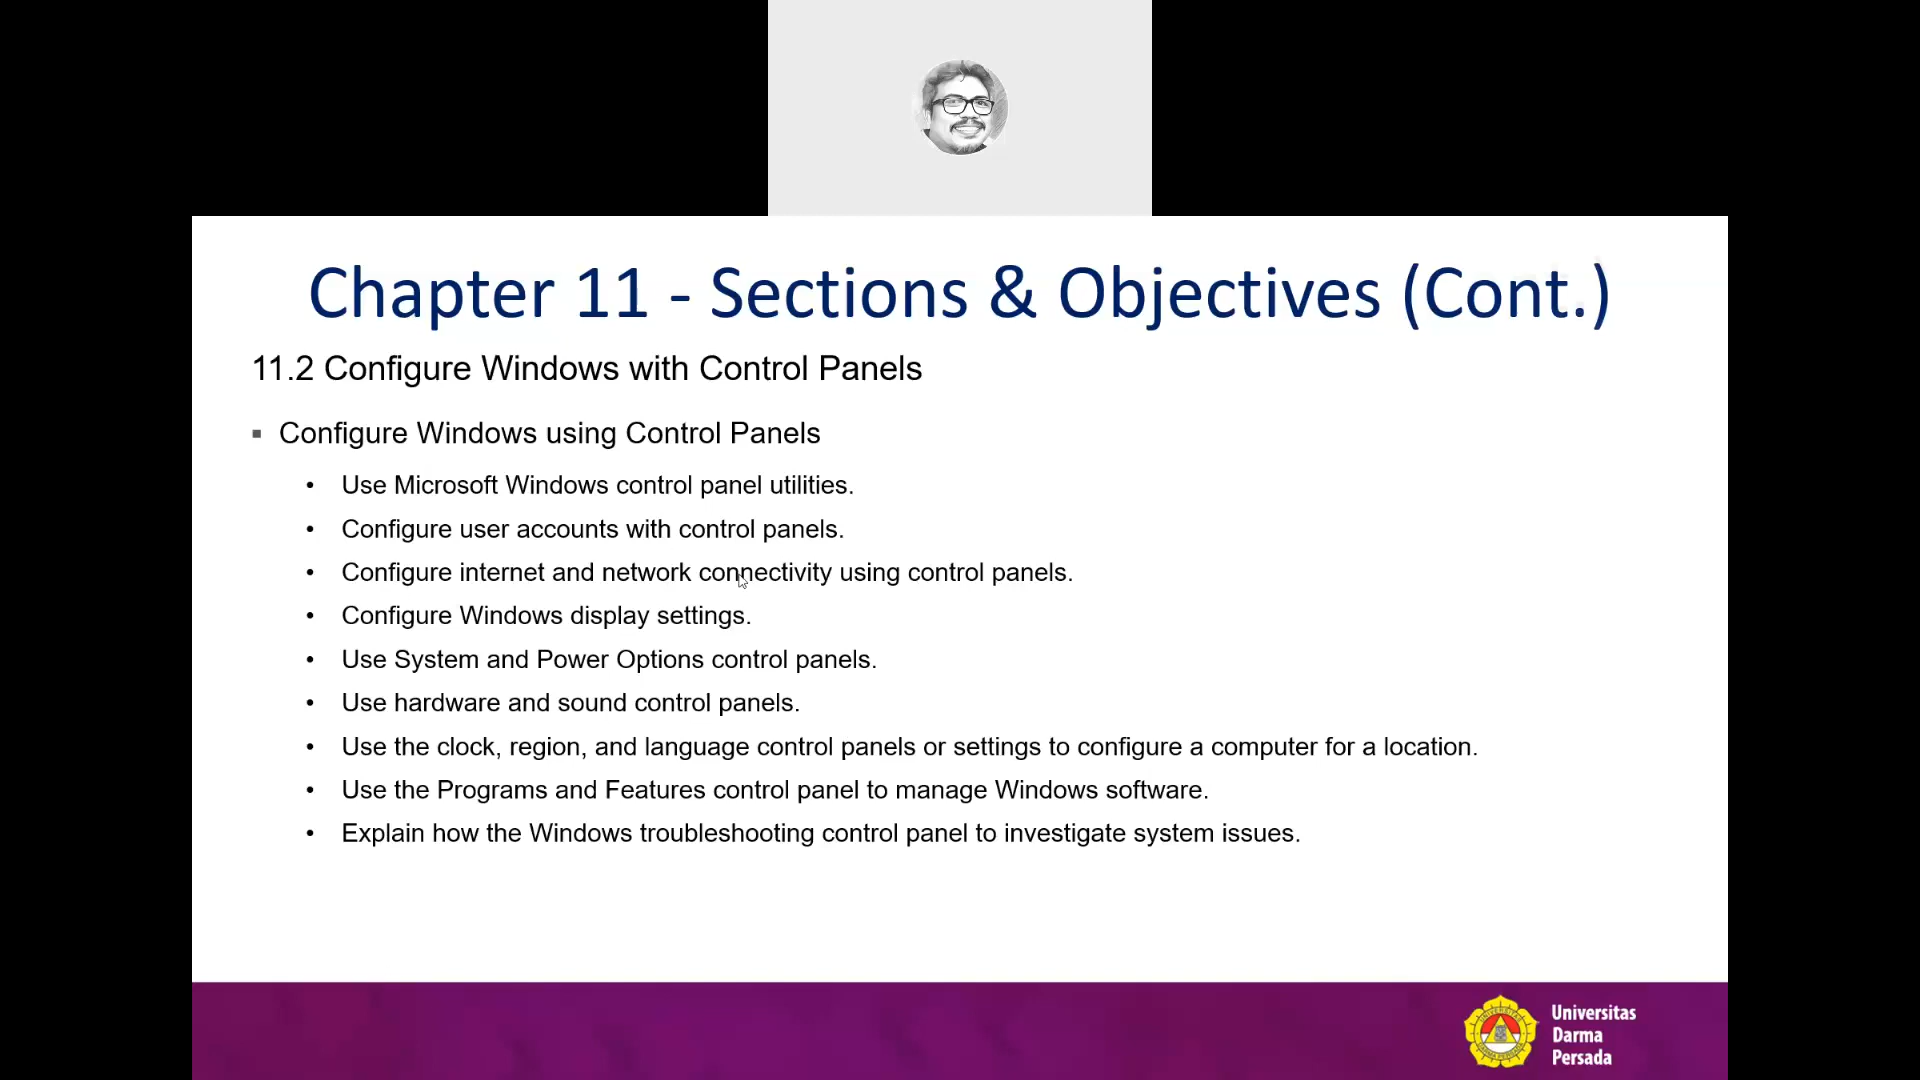 Chapter 11 - Sections & Objectives (Cont.)
11.2 Configure Windows with Control Panels
▪ Configure Windows using Control Panels
• Use Microsoft Windows control panel utilities.
• Configure user accounts with control panels.
• Configure internet and network connectivity using control panels.
• Configure Windows display settings.
• Use System and Power Options control panels.
• Use hardware and sound control panels.
• Use the clock, region, and language control panels or settings to configure a computer for a location.
• Use the Programs and Features control panel to manage Windows software.
• Explain how the Windows troubleshooting control panel to investigate system issues.
UNIVERSITAS
DARMA PERSADA
Universitas
Darma
Persada